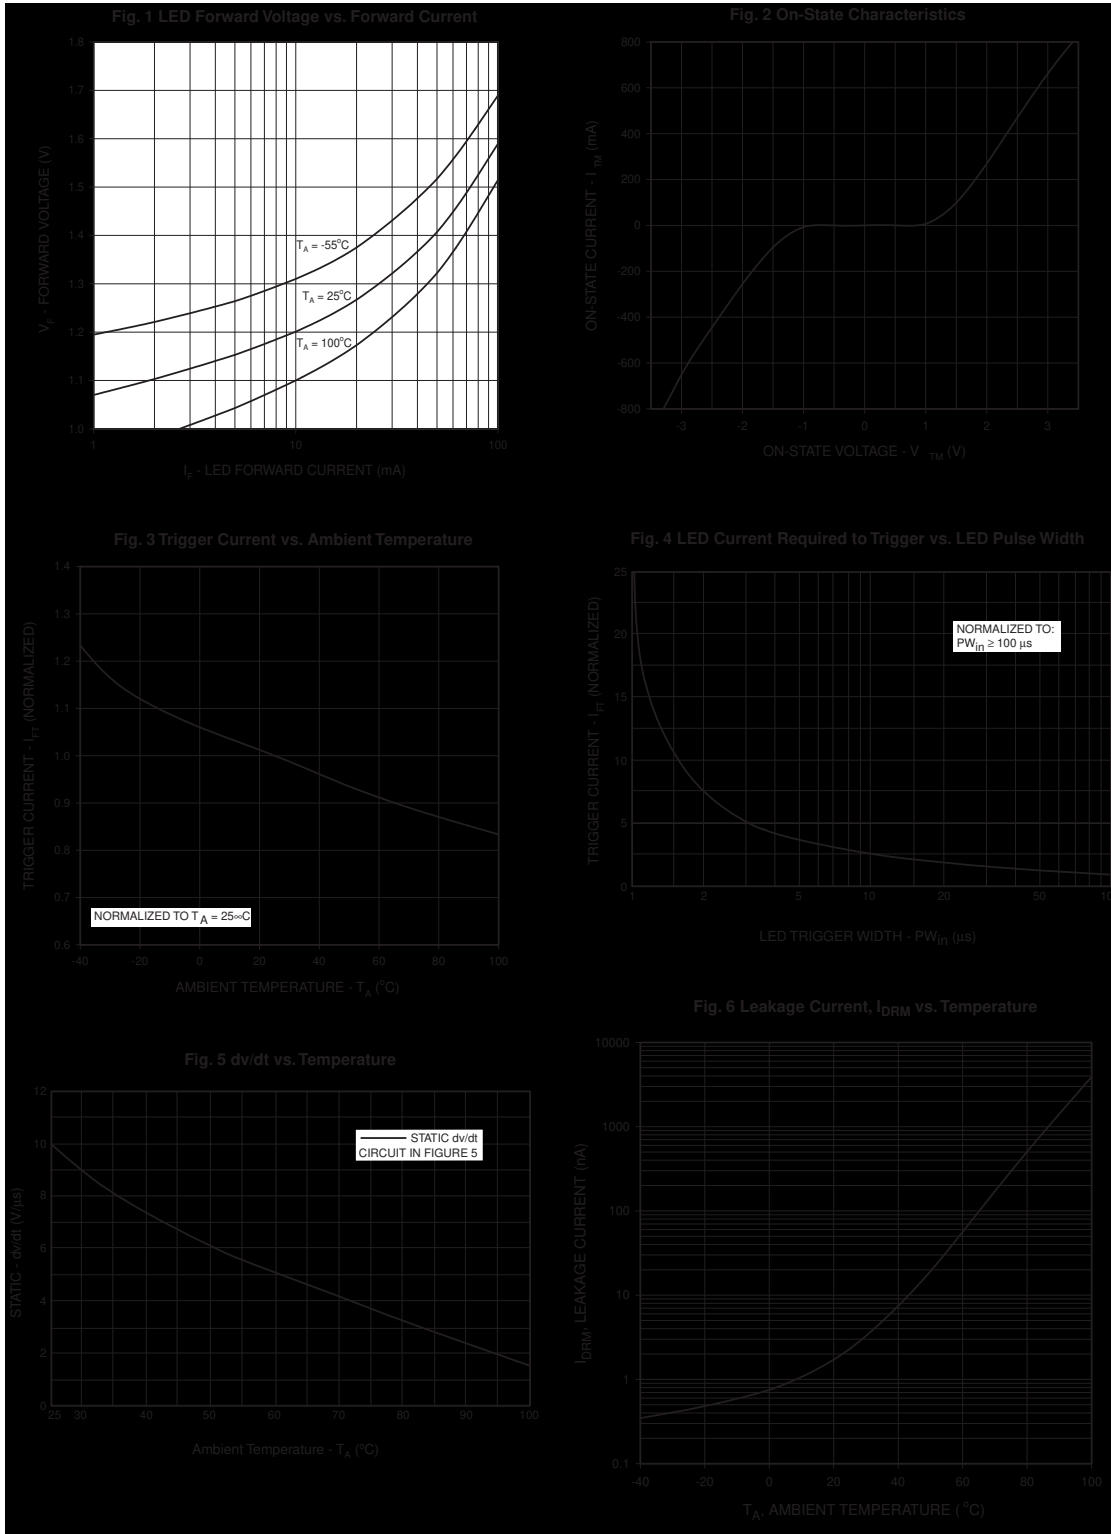 Fig. 1 LED Forward Voltage vs. Forward Current
1.8
1.7
1.6
1.5
1.4
1.3
1.2
1.1
1.0
V_F - FORWARD VOLTAGE (V)
T_A = -55°C
T_A = 25°C
T_A = 100°C
1 10 100
I_F - LED FORWARD CURRENT (mA)
Fig. 2 On-State Characteristics
800
600
400
200
0
-200
-400
-600
-800
ON-STATE CURRENT - I_TM (mA)
-3 -2 -1 0 1 2 3
ON-STATE VOLTAGE - V_TM (V)
Fig. 3 Trigger Current vs. Ambient Temperature
1.4
1.3
1.2
1.1
1.0
0.9
0.8
0.7
0.6
TRIGGER CURRENT - I_FT (NORMALIZED)
NORMALIZED TO T_A = 25∞C
-40 -20 0 20 40 60 80 100
AMBIENT TEMPERATURE - T_A (°C)
Fig. 4 LED Current Required to Trigger vs. LED Pulse Width
25
20
15
10
5
0
TRIGGER CURRENT - I_FT (NORMALIZED)
NORMALIZED TO:
PW_in ≥ 100 μs
1 2 5 10 20 50 10
LED TRIGGER WIDTH - PW_in (μs)
Fig. 5 dv/dt vs. Temperature
12
10
8
6
4
2
0
STATIC - dv/dt (V/μs)
STATIC dv/dt
CIRCUIT IN FIGURE 5
25 30 40 50 60 70 80 90 100
Ambient Temperature - T_A (°C)
Fig. 6 Leakage Current, I_DRM vs. Temperature
10000
1000
100
10
1
0.1
I_DRM, LEAKAGE CURRENT (nA)
-40 -20 0 20 40 60 80 100
T_A, AMBIENT TEMPERATURE (°C)